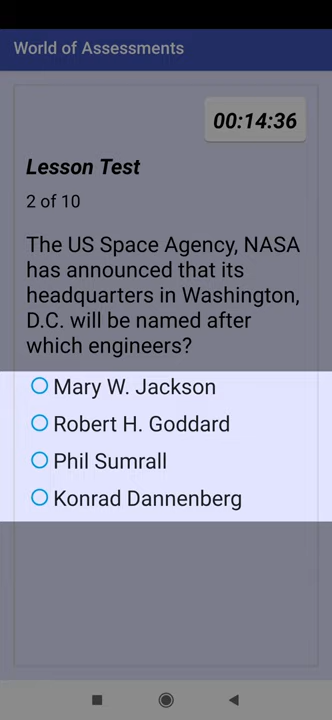 World of Assessments
00:14:36
Lesson Test
2 of 10
The US Space Agency, NASA
has announced that its
headquarters in Washington,
D.C. will be named after
which engineers?
Mary W. Jackson
Robert H. Goddard
Phil Sumrall
Konrad Dannenberg